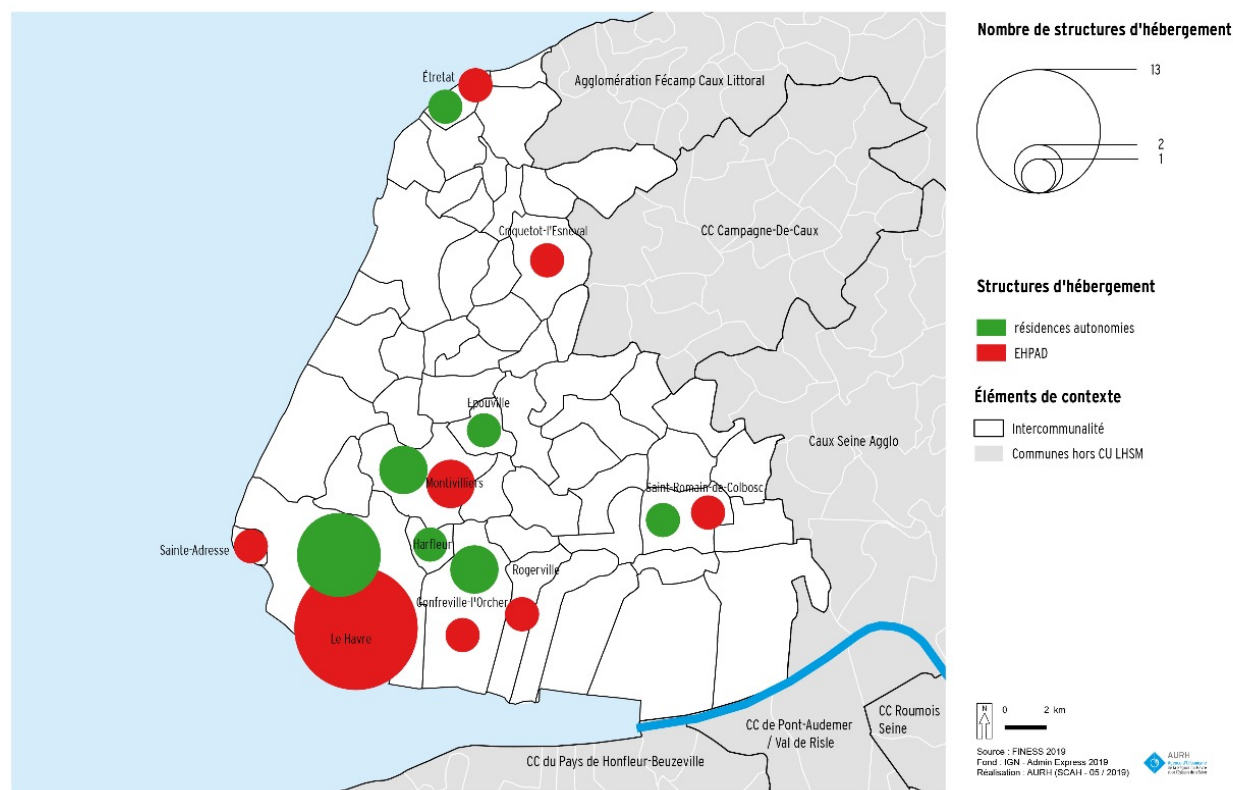 Étretat
Agglomération Fécamp Caux Littoral
Criquetot-l'Esneval
CC Campagne-De-Caux
Epouville
Caux Seine Agglo
Montivilliers
Saint-Romain-de-Colbosc
Sainte-Adresse
Harfleur
Rogerville
Gonfreville-l'Orcher
Le Havre
CC Roumois
Seine
CC de Pont-Audemer
/ Val de Risle
CC du Pays de Honfleur-Beuzeville
Nombre de structures d'hébergement
13
2
1
Structures d'hébergement
résidences autonomies
EHPAD
Éléments de contexte
Intercommunalité
Communes hors CU LHSM
N
0 2 km
Source : FINESS 2019
Fond : IGN - Admin Express 2019
Réalisation : AURH (SCAH - 05 / 2019)
AURH